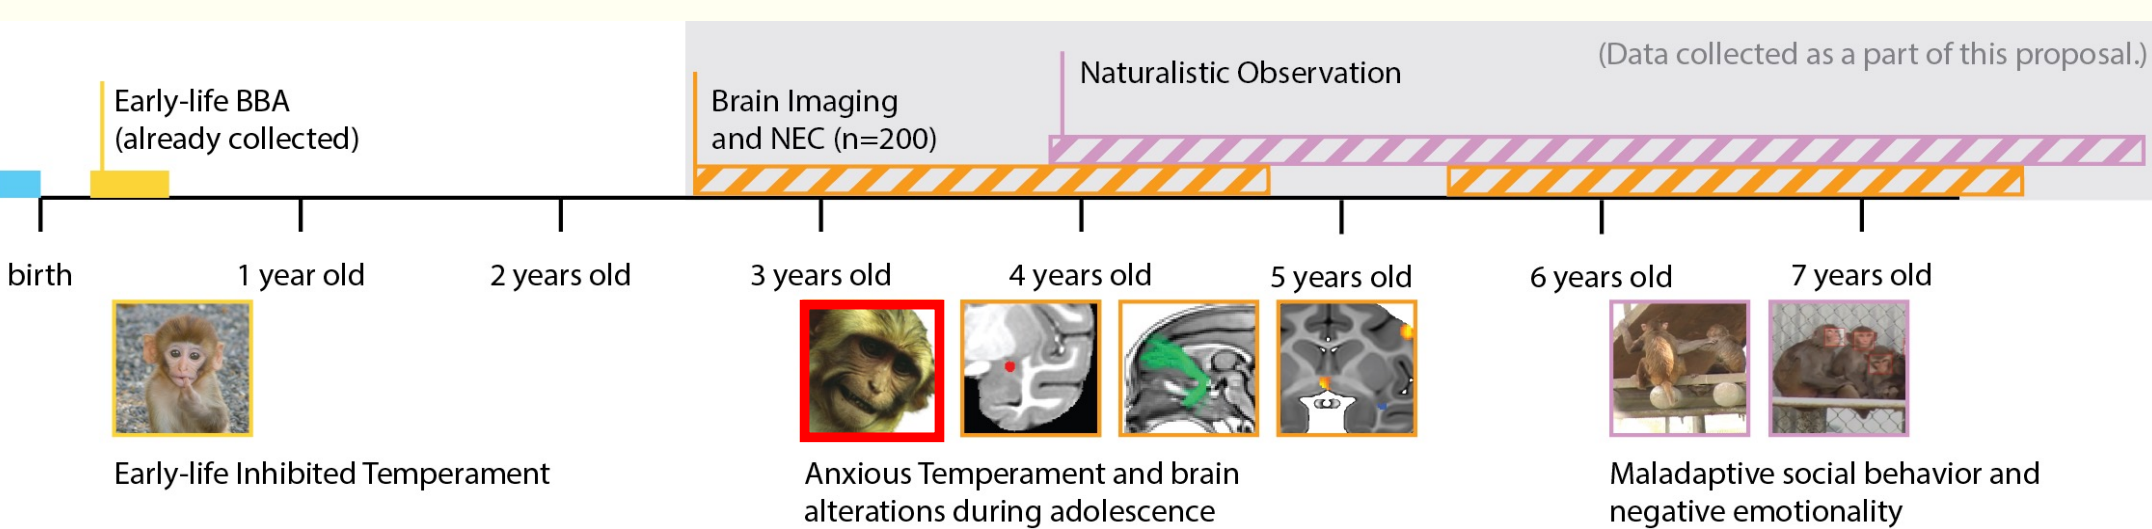 (Data collected as a part of this proposal.)
Naturalistic Observation
Early-life BBA
(already collected)
Brain Imaging
and NEC (n=200)
birth
1 year old
2 years old
3 years old
4 years old
5 years old
6 years old
7 years old
Early-life Inhibited Temperament
Anxious Temperament and brain
alterations during adolescence
Maladaptive social behavior and
negative emotionality